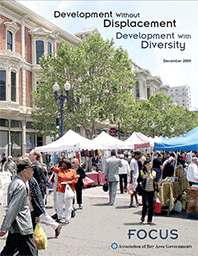 Development Without
Displacement
Development With
Diversity
December 2009
FOCUS
Association of Bay Area Governments